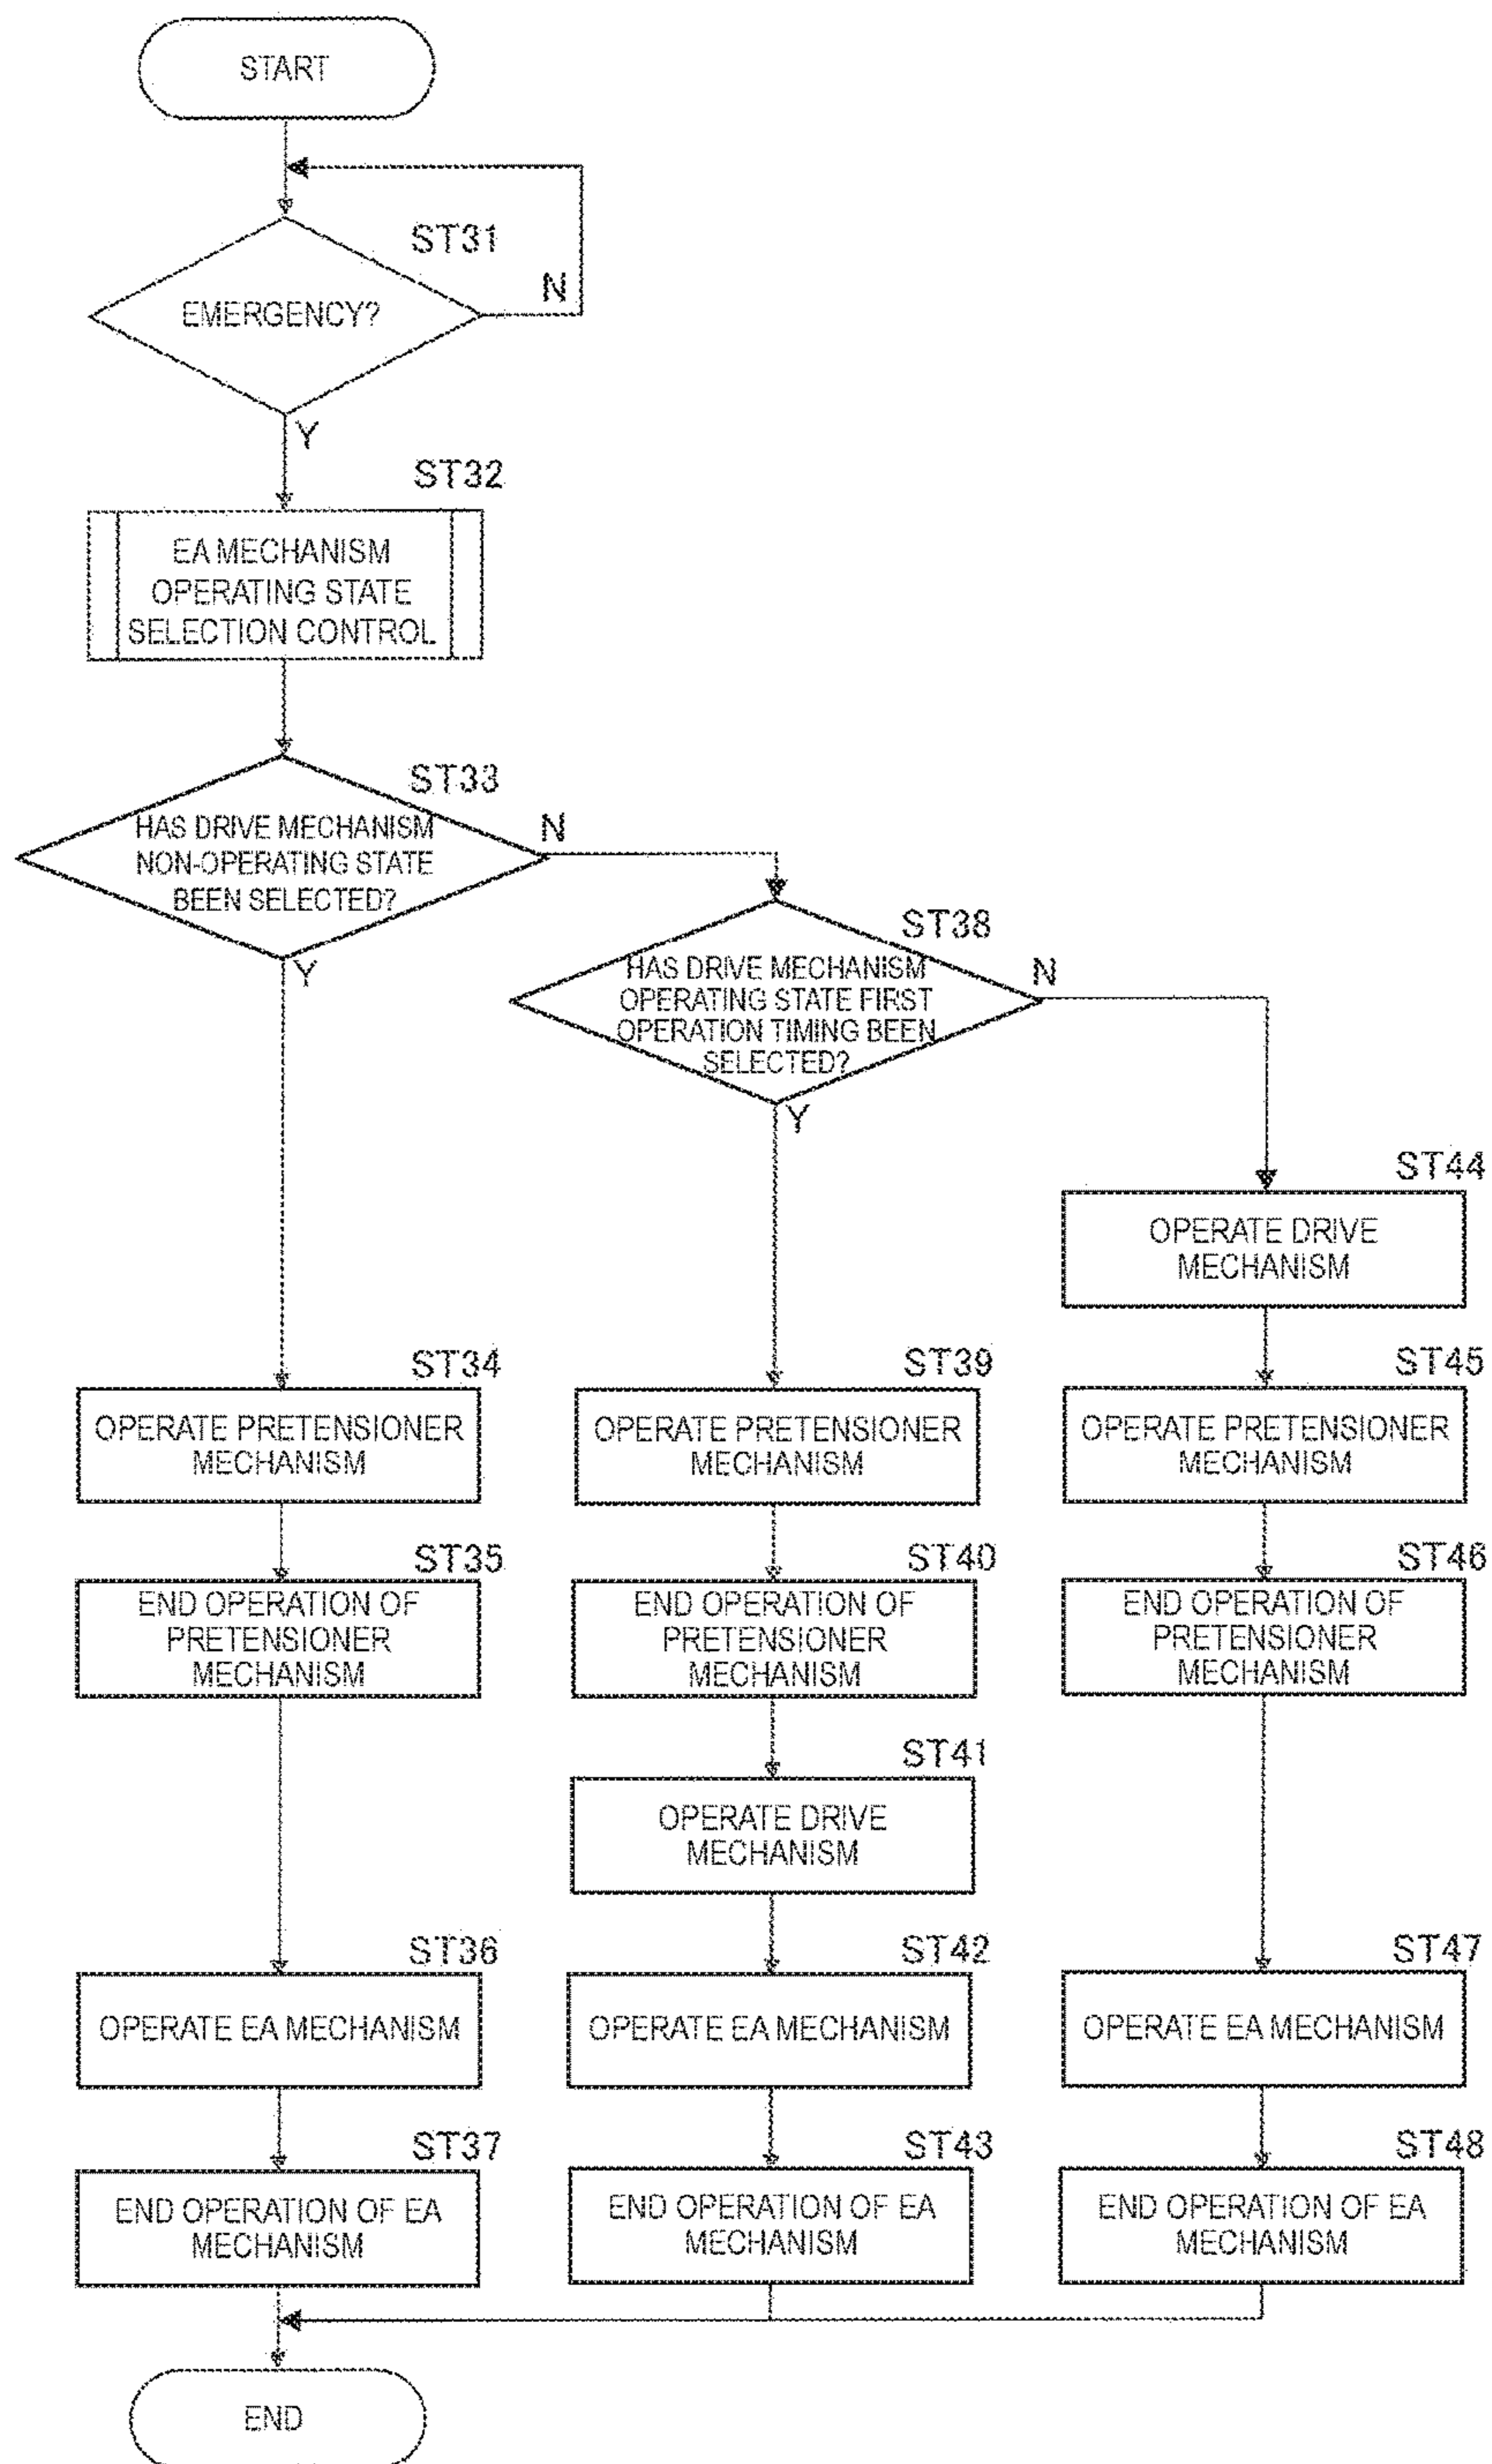 START
ST31
EMERGENCY?
N
Y
ST32
EA MECHANISM
OPERATING STATE
SELECTION CONTROL
ST33
HAS DRIVE MECHANISM
NON-OPERATING STATE
BEEN SELECTED?
N
Y
ST38
HAS DRIVE MECHANISM
OPERATING STATE FIRST
OPERATION TIMING BEEN
SELECTED?
N
Y
ST44
OPERATE DRIVE
MECHANISM
ST34
OPERATE PRETENSIONER
MECHANISM
ST39
OPERATE PRETENSIONER
MECHANISM
ST45
OPERATE PRETENSIONER
MECHANISM
ST35
END OPERATION OF
PRETENSIONER
MECHANISM
ST40
END OPERATION OF
PRETENSIONER
MECHANISM
ST46
END OPERATION OF
PRETENSIONER
MECHANISM
ST41
OPERATE DRIVE
MECHANISM
ST36
OPERATE EA MECHANISM
ST42
OPERATE EA MECHANISM
ST47
OPERATE EA MECHANISM
ST37
END OPERATION OF EA
MECHANISM
ST43
END OPERATION OF EA
MECHANISM
ST48
END OPERATION OF EA
MECHANISM
END